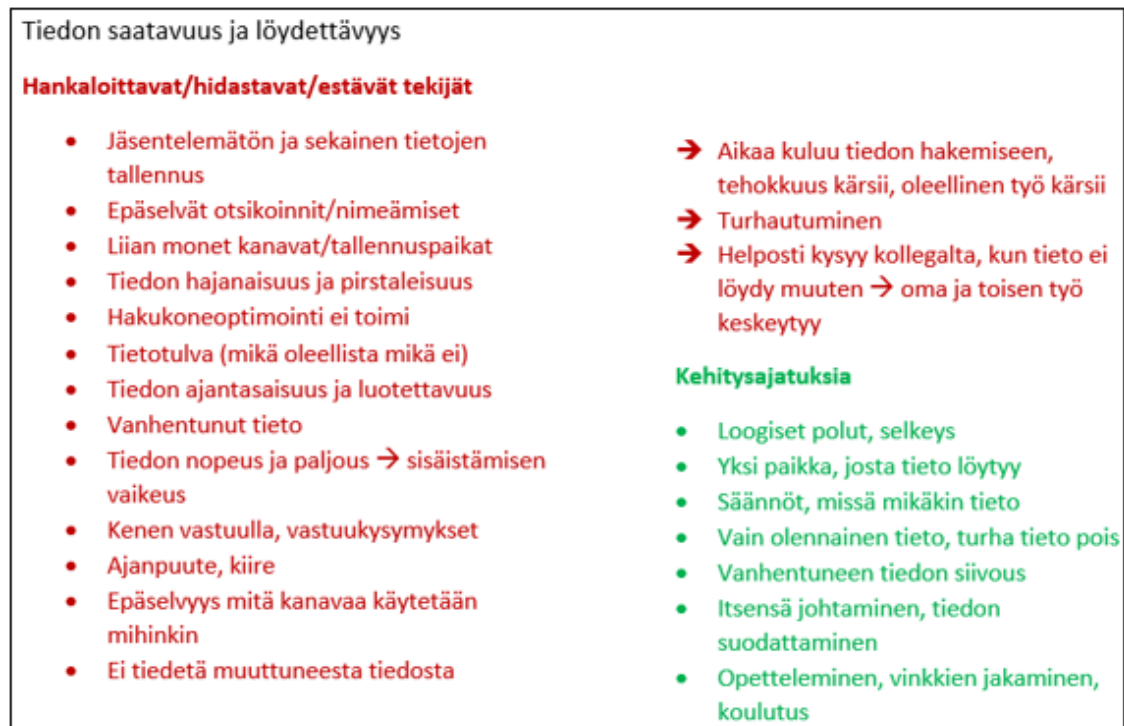 Tiedon saatavuus ja löydettävyys
Hankaloittavat/hidastavat/estävät tekijät
• Jäsentelemätön ja sekainen tietojen
tallennus
• Epäselvät otsikoinnit/nimeämiset
• Liian monet kanavat/tallennuspaikat
• Tiedon hajanaisuus ja pirstaleisuus
• Hakukoneoptimointi ei toimi
• Tietotulva (mikä oleellista mikä ei)
• Tiedon ajantasaisuus ja luotettavuus
• Vanhentunut tieto
• Tiedon nopeus ja paljous → sisäistämisen
vaikeus
• Kenen vastuulla, vastuukysymykset
• Ajanpuute, kiire
• Epäselvyys mitä kanavaa käytetään
mihinkin
• Ei tiedetä muuttuneesta tiedosta
➔ Aikaa kuluu tiedon hakemiseen,
tehokkuus kärsii, oleellinen työ kärsii
➔ Turhautuminen
➔ Helposti kysyy kollegalta, kun tieto ei
löydy muuten → oma ja toisen työ
keskeytyy
Kehitysajatuksia
• Loogiset polut, selkeys
• Yksi paikka, josta tieto löytyy
• Säännöt, missä mikäkin tieto
• Vain olennainen tieto, turha tieto pois
• Vanhentuneen tiedon siivous
• Itsensä johtaminen, tiedon
suodattaminen
• Opetteleminen, vinkkien jakaminen,
koulutus